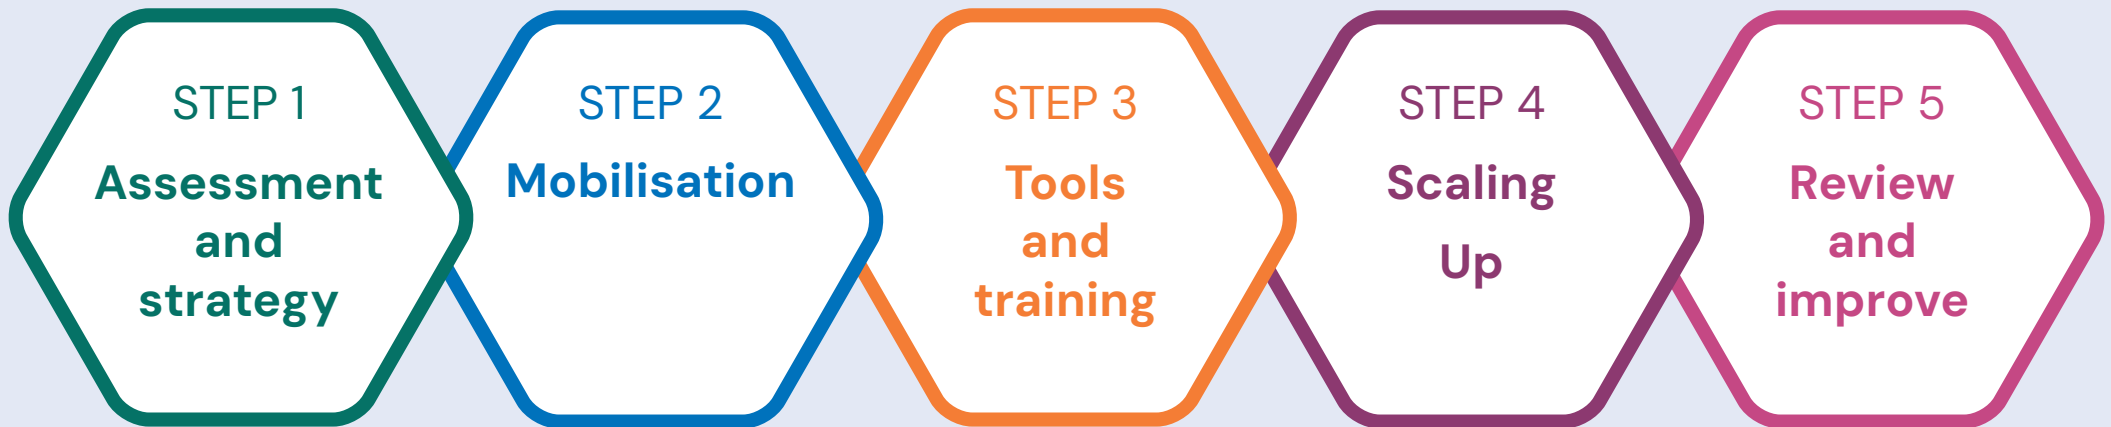 STEP 1
Assessment
and
strategy
STEP 2
Mobilisation
STEP 3
Tools
and
training
STEP 4
Scaling
Up
STEP 5
Review
and
improve